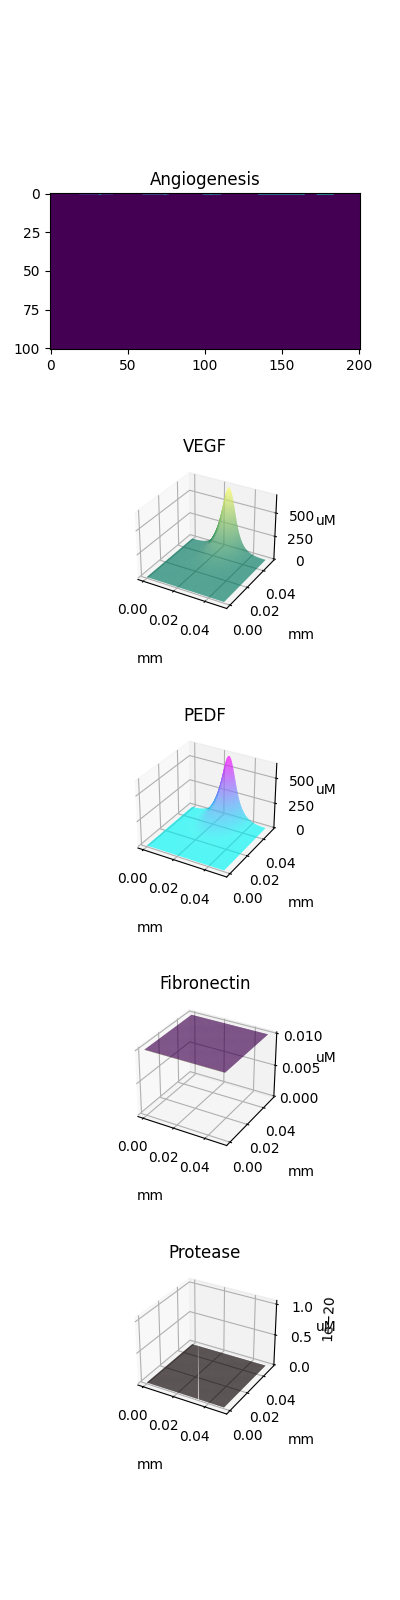 Angiogenesis
0
25
50
75
100
0 50 100 150 200
VEGF
500 uM
250
0
0.04
0.00 0.02
0.02 0.04 0.00
mm
mm
PEDF
500 uM
250
0
0.04
0.00 0.02
0.02 0.04 0.00
mm
mm
Fibronectin
0.010
uM
0.005
0.000
0.04
0.00 0.02
0.02 0.04 0.00
mm
mm
Protease
1.0
uM
1e−20
0.5
0.0
0.04
0.00 0.02
0.02 0.04 0.00
mm
mm